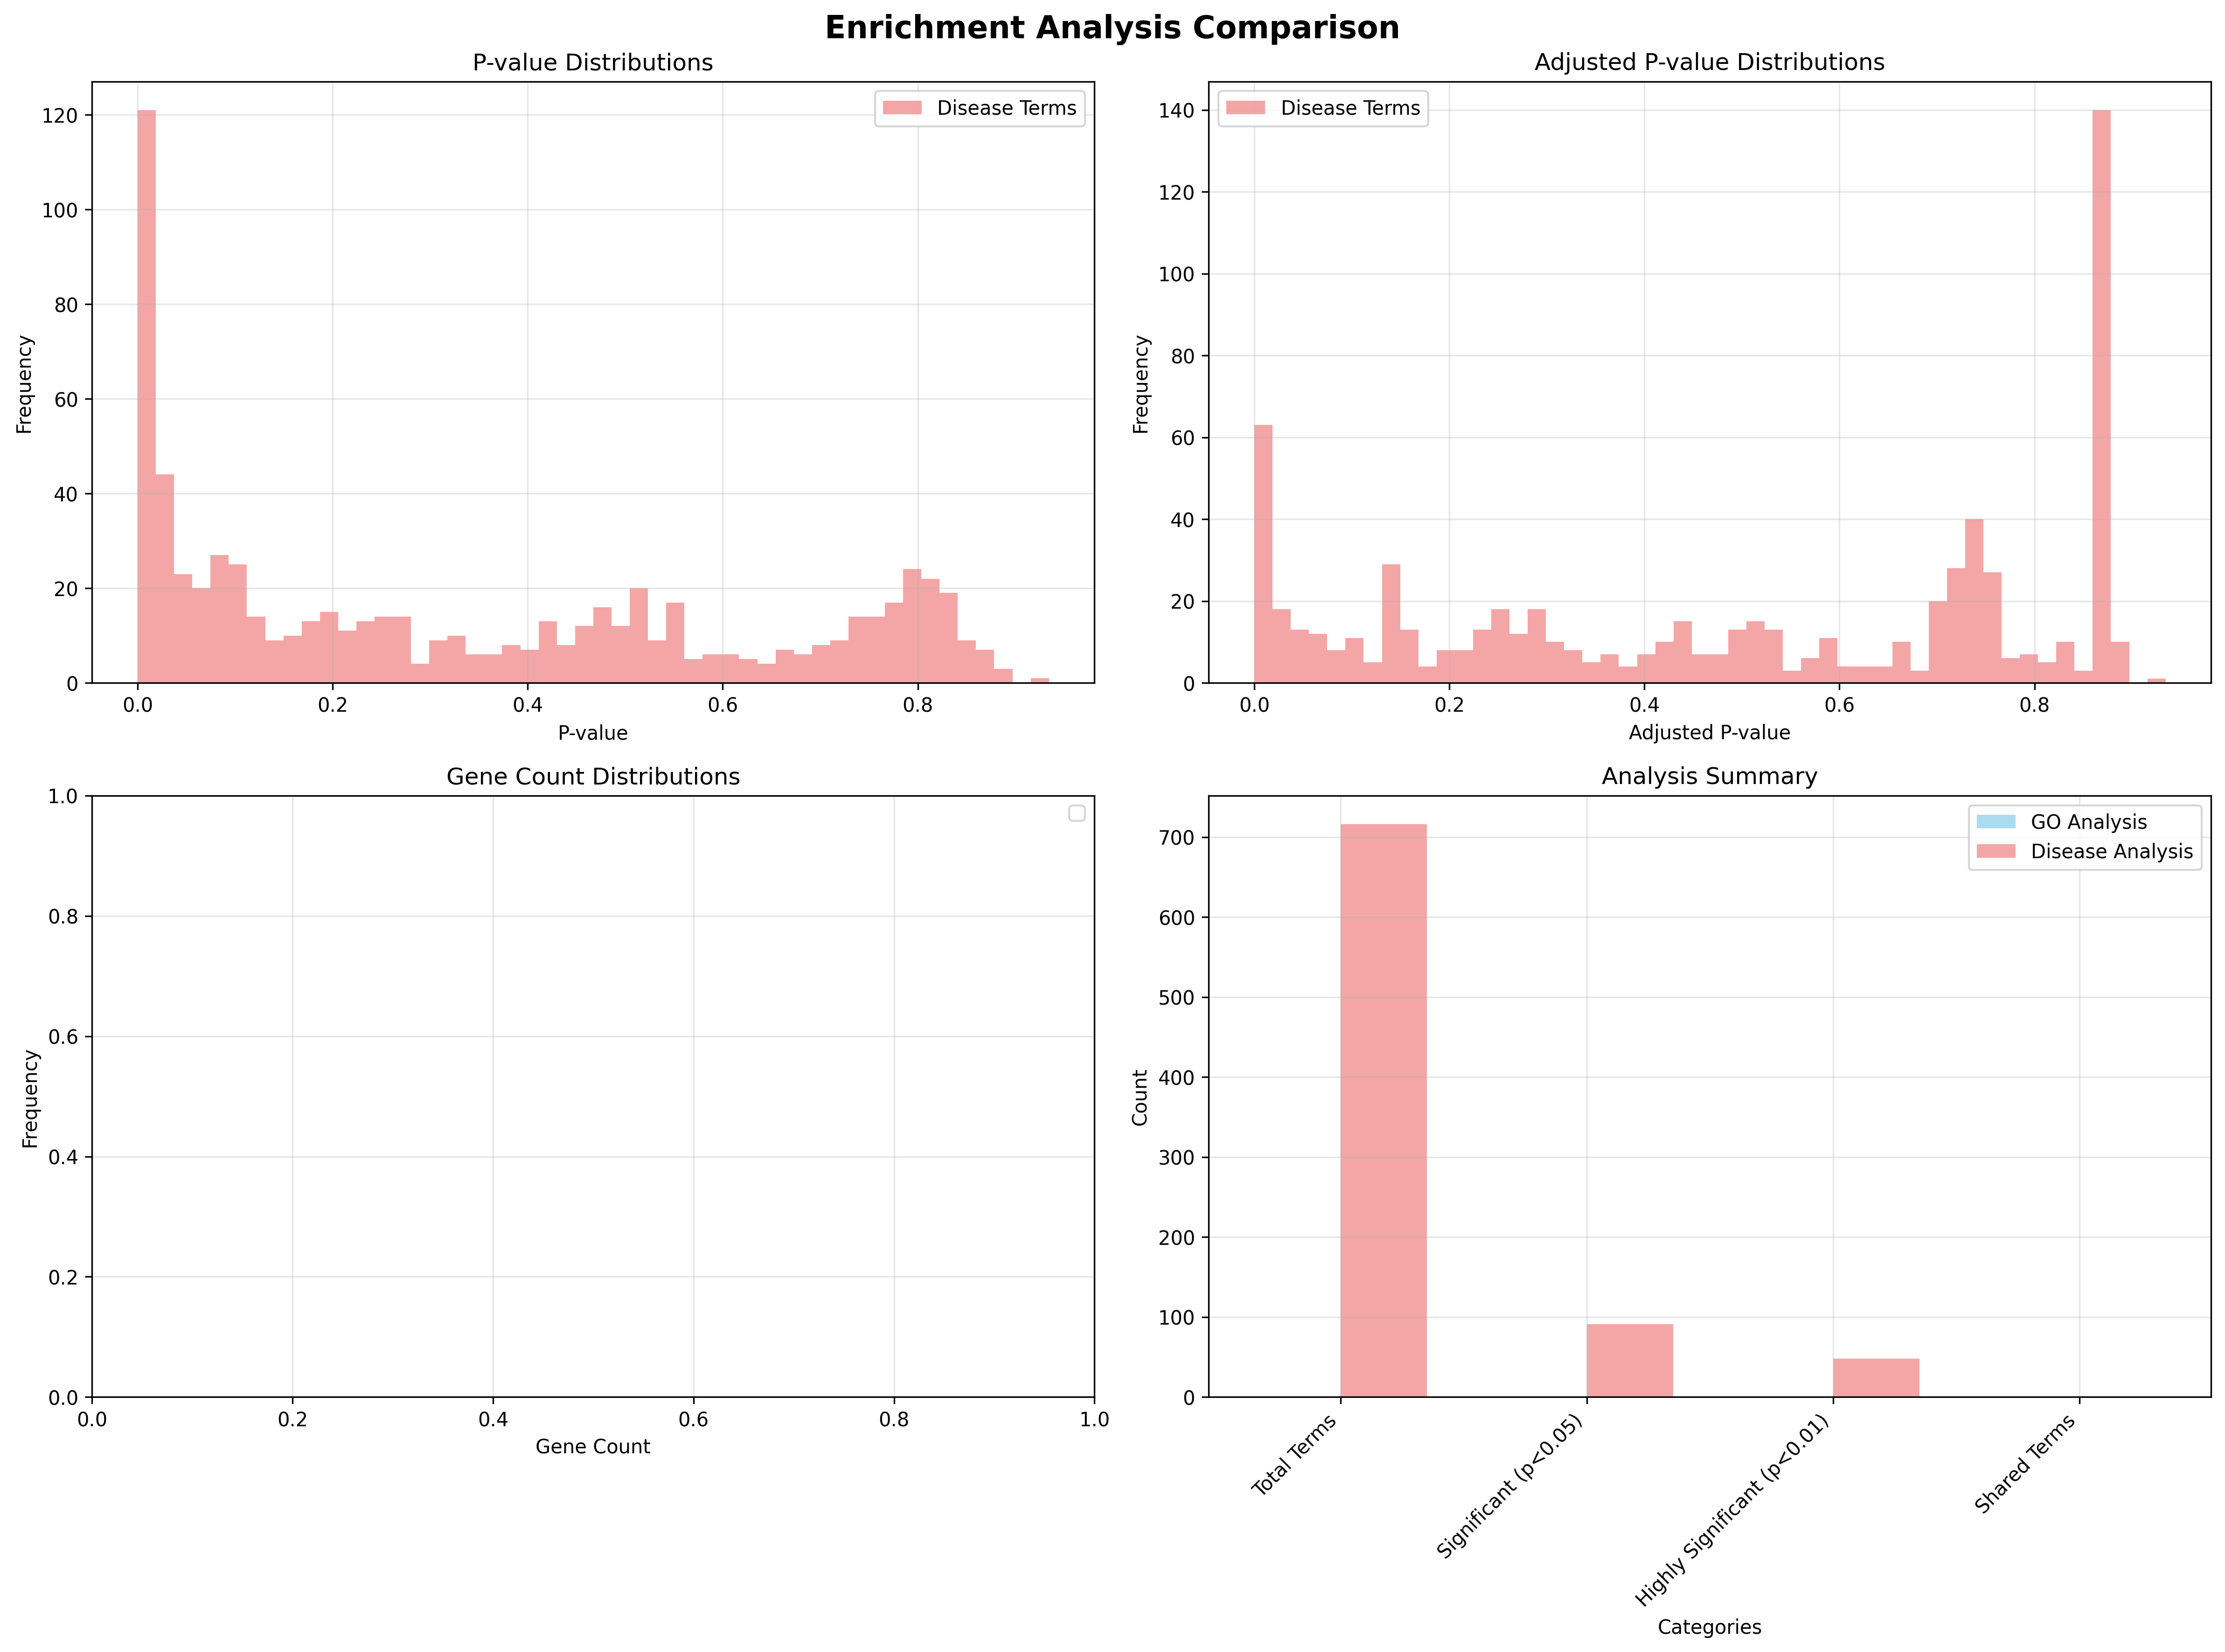 Enrichment Analysis Comparison
P-value Distributions
Disease Terms
120
100
80
60
40
20
0
Frequency
0.0 0.2 0.4 0.6 0.8
P-value
Adjusted P-value Distributions
Disease Terms
140
120
100
80
60
40
20
0
Frequency
0.0 0.2 0.4 0.6 0.8
Adjusted P-value
Gene Count Distributions
1.0
0.8
0.6
0.4
0.2
0.0
Frequency
0.0 0.2 0.4 0.6 0.8 1.0
Gene Count
Analysis Summary
GO Analysis
Disease Analysis
700
600
500
400
300
200
100
0
Count
Total Terms
Significant (p<0.05)
Highly Significant (p<0.01)
Shared Terms
Categories